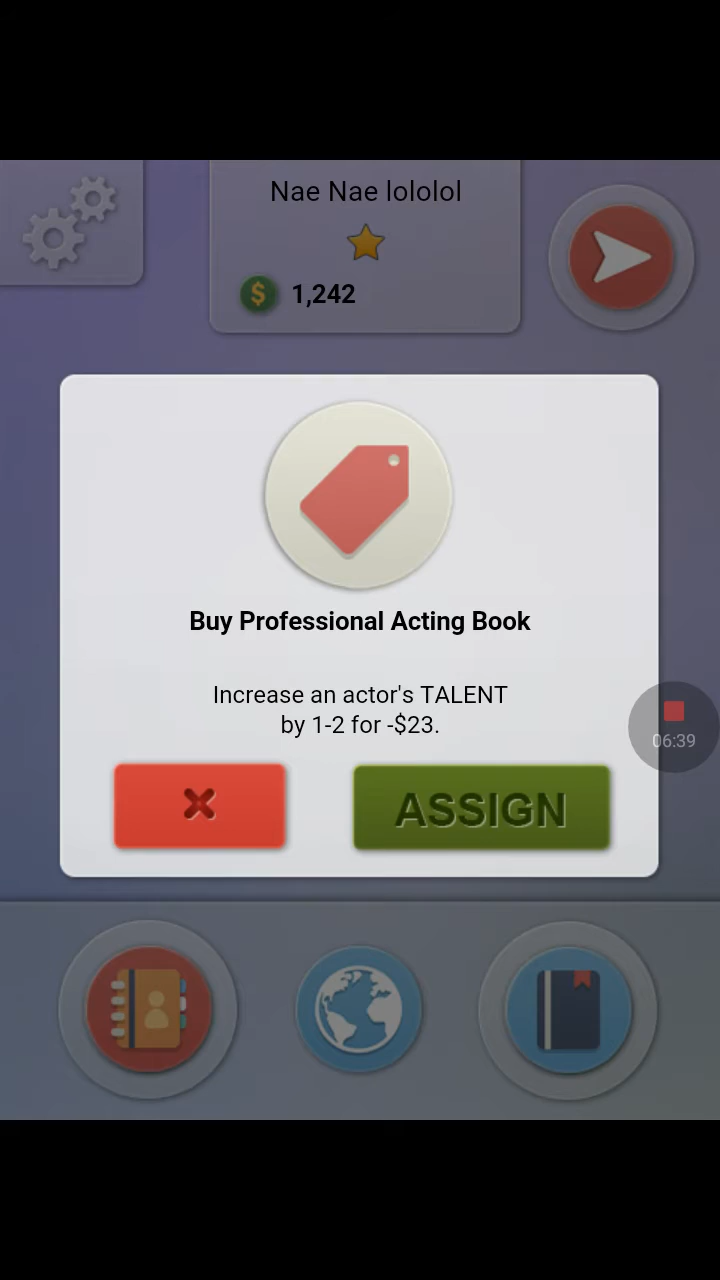 Nae Nae lololol
$ 1,242
Buy Professional Acting Book
Increase an actor's TALENT
by 1-2 for -$23.
06:39
ASSIGN